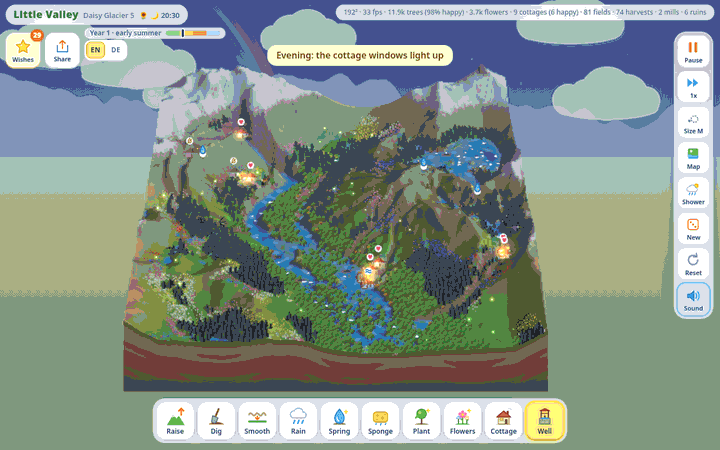 Little Valley Daisy Glacier 5 20:30
192² · 33 fps · 11.9k trees (98% happy) · 3.7k flowers · 9 cottages (6 happy) · 81 fields · 74 harvests · 2 mills · 6 ruins
29
Wishes
Share
Year 1 · early summer
EN DE
Evening: the cottage windows light up
Pause
1x
Size M
Map
Shower
New
Reset
Sound
Raise
Dig
Smooth
Rain
Spring
Sponge
Plant
Flowers
Cottage
Well